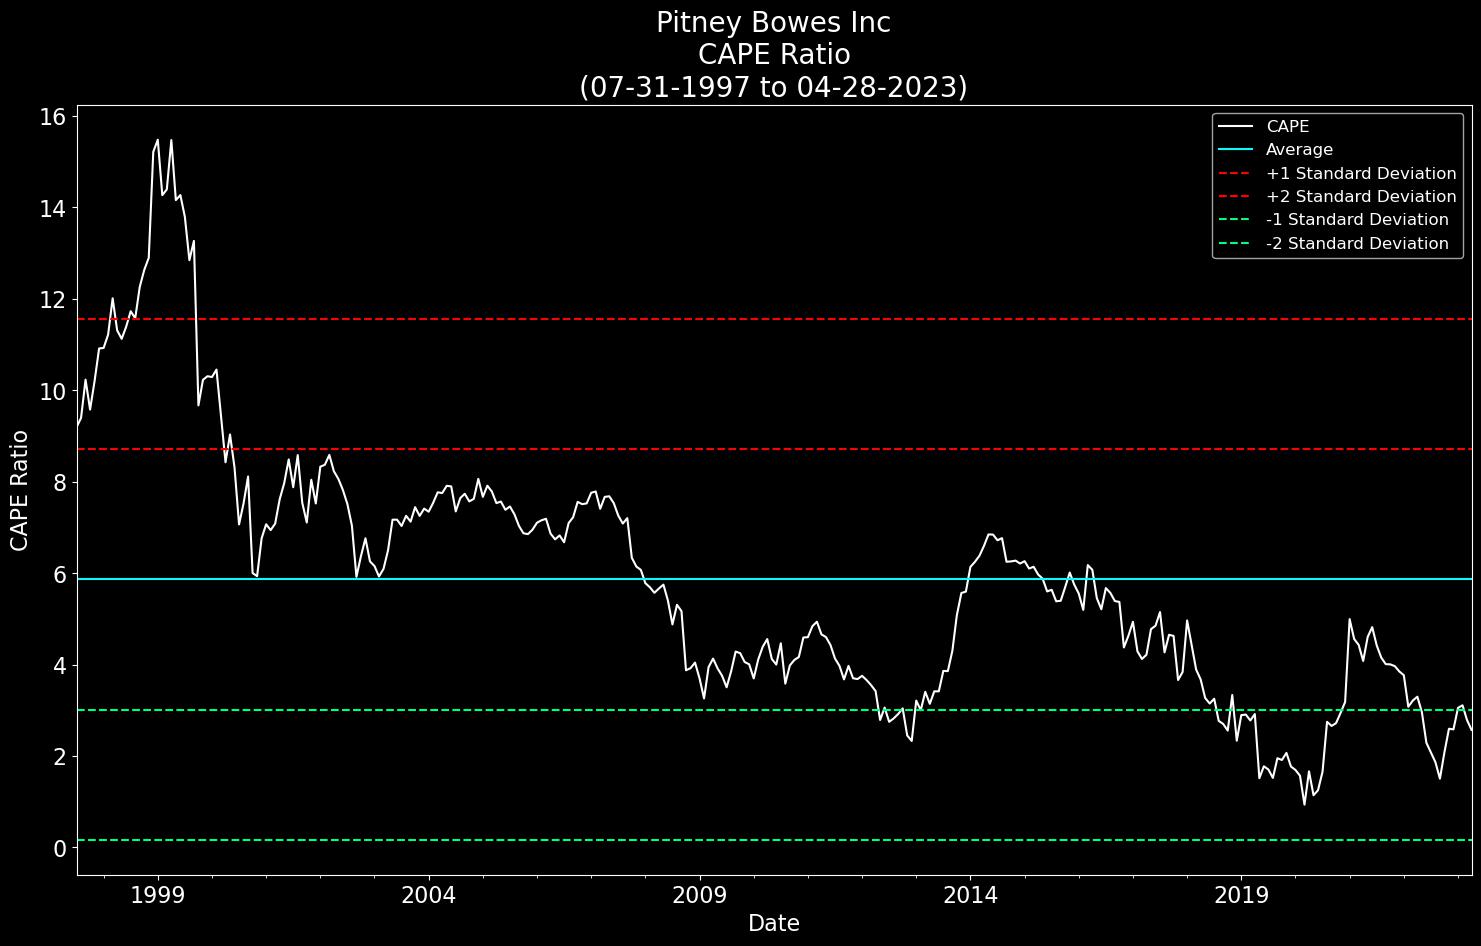 Pitney Bowes Inc
CAPE Ratio
(07-31-1997 to 04-28-2023)
CAPE
Average
+1 Standard Deviation
+2 Standard Deviation
-1 Standard Deviation
-2 Standard Deviation
16
14
12
10
8
6
4
2
0
CAPE Ratio
1999
2004
2009
2014
2019
Date